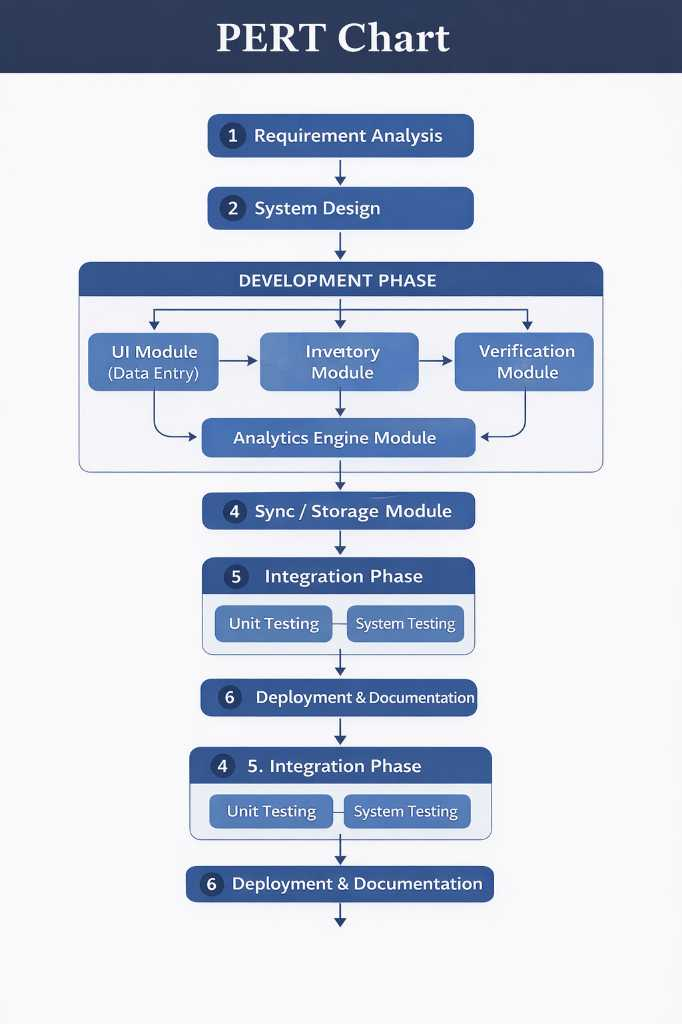 PERT Chart
1 Requirement Analysis
2 System Design
DEVELOPMENT PHASE
UI Module
(Data Entry)
Inventory
Module
Verification
Module
Analytics Engine Module
4 Sync / Storage Module
5 Integration Phase
Unit Testing
System Testing
6 Deployment & Documentation
4 5. Integration Phase
Unit Testing
System Testing
6 Deployment & Documentation